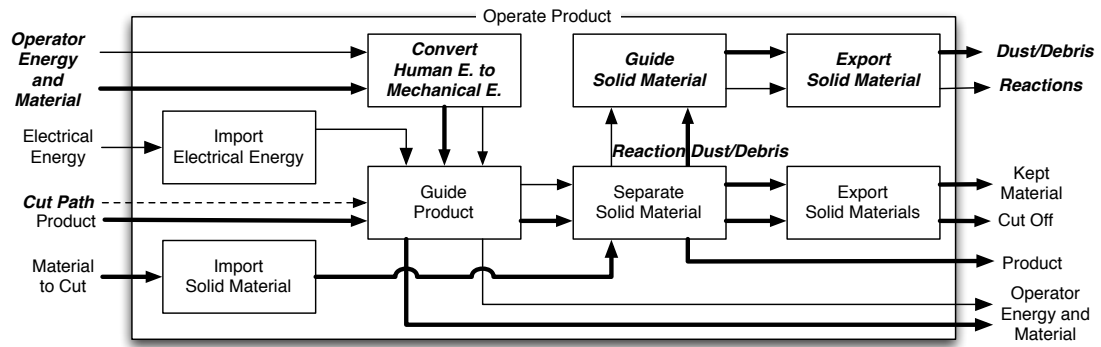 Operate Product
Operator
Energy
and
Material
Convert
Human E. to
Mechanical E.
Guide
Solid Material
Export
Solid Material
Dust/Debris
Reactions
Electrical
Energy
Import
Electrical Energy
Reaction Dust/Debris
Cut Path
Product
Guide
Product
Separate
Solid Material
Export
Solid Materials
Kept
Material
Cut Off
Material
to Cut
Import
Solid Material
Product
Operator
Energy and
Material